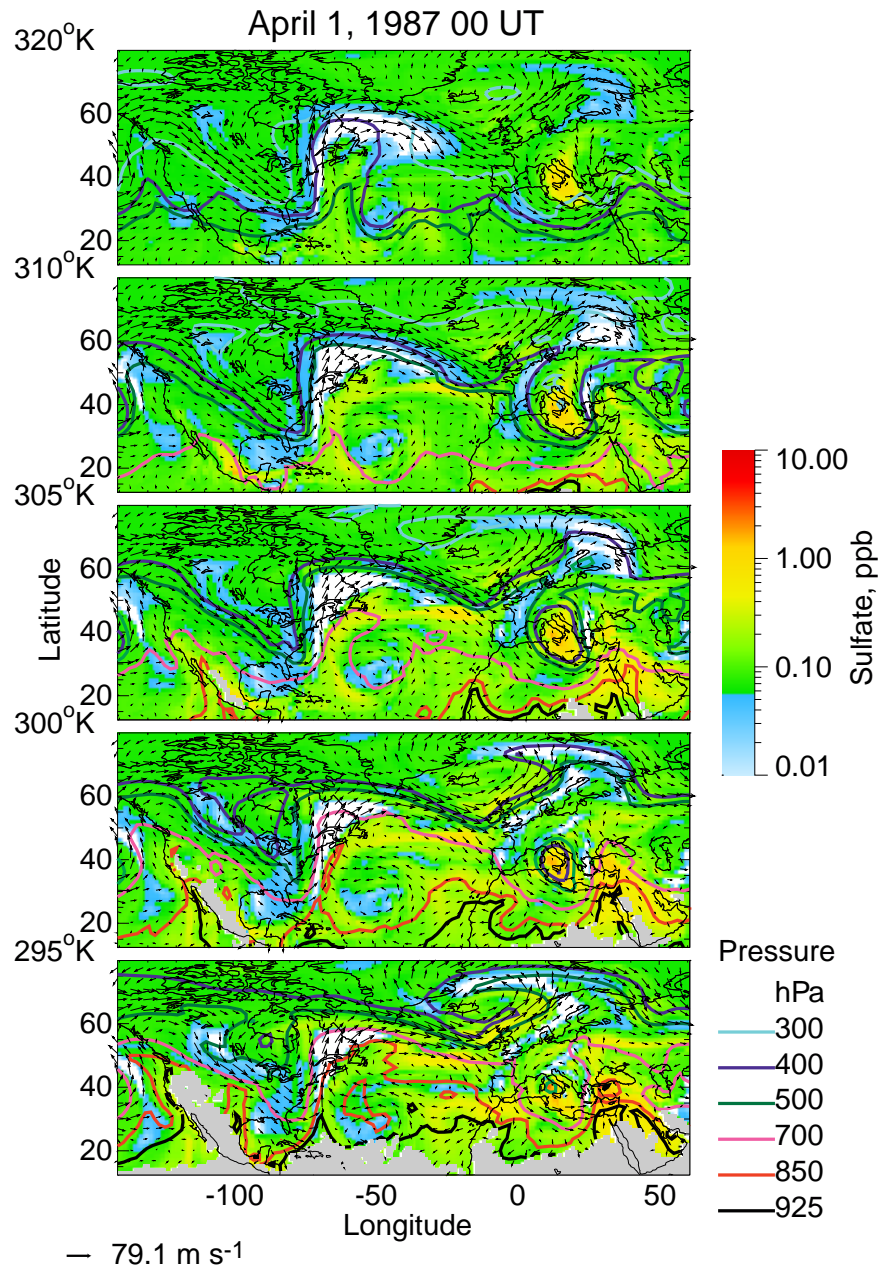 April 1, 1987 00 UT
320°K
60
40
20
310°K
60
40
20
305°K
60
40
20
300°K
60
40
20
295°K
60
40
20
Latitude
-100 -50 0 50
Longitude
→ 79.1 m s-1
10.00
1.00
0.10
0.01
Sulfate, ppb
Pressure
hPa
300
400
500
700
850
925